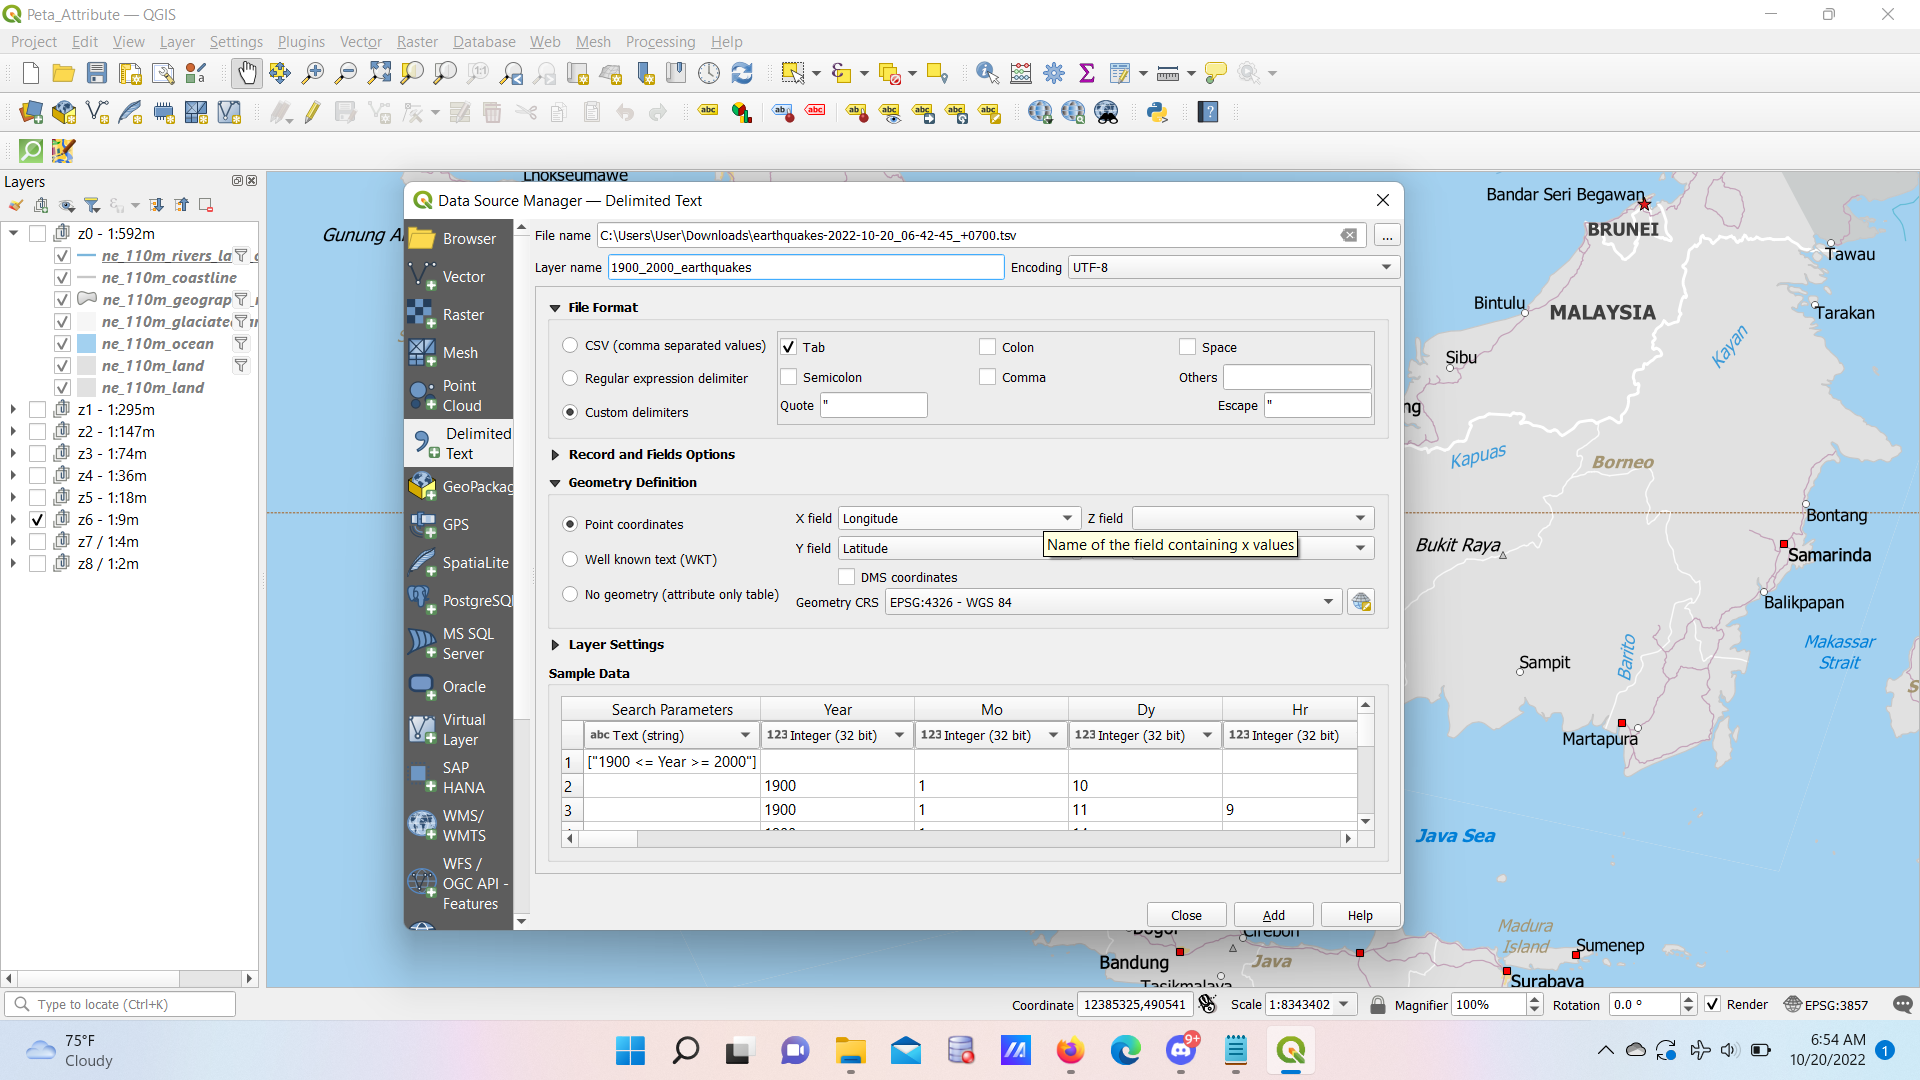 Peta_Attribute — QGIS
Project Edit View Layer Settings Plugins Vector Raster Database Web Mesh Processing Help
Layers
z0 - 1:592m
ne_110m_rivers_la
ne_110m_coastline
ne_110m_geograp
ne_110m_glaciate
ne_110m_ocean
ne_110m_land
ne_110m_land
z1 - 1:295m
z2 - 1:147m
z3 - 1:74m
z4 - 1:36m
z5 - 1:18m
z6 - 1:9m
z7 / 1:4m
z8 / 1:2m
Lhokseumawe
Gunung
Data Source Manager — Delimited Text
Browser
Vector
Raster
Mesh
Point
Cloud
Delimited
Text
GeoPackag
GPS
SpatiaLite
PostgreSQ
MS SQL
Server
Oracle
Virtual
Layer
SAP
HANA
WMS/
WMTS
WFS /
OGC API -
Features
File name C:\Users\User\Downloads\earthquakes-2022-10-20_06-42-45_+0700.tsv ...
Layer name 1900_2000_earthquakes Encoding UTF-8
File Format
CSV (comma separated values) Tab Colon Space
Regular expression delimiter Semicolon Comma Others
Custom delimiters Quote " Escape "
Record and Fields Options
Geometry Definition
Point coordinates X field Longitude Z field
Name of the field containing x values
Well known text (WKT) Y field Latitude
DMS coordinates
No geometry (attribute only table) Geometry CRS EPSG:4326 - WGS 84
Layer Settings
Sample Data
Search Parameters Year Mo Dy Hr
abc Text (string) 123 Integer (32 bit) 123 Integer (32 bit) 123 Integer (32 bit) 123 Integer (32 bit)
1 ["1900 <= Year >= 2000"]
2 1900 1 10
3 1900 1 11 9
Close Add Help
Bandar Seri Begawan
BRUNEI
Tawau
Bintulu
MALAYSIA
Tarakan
Sibu
Kayan
ng
Kapuas
Borneo
Bontang
Bukit Raya
Samarinda
Balikpapan
Makassar
Strait
Barito
Sampit
S
Martapura
Java Sea
Bogor Cirebon
Madura
Island
Sumenep
Bandung
Java
Tasikmalaya
Surabaya
Type to locate (Ctrl+K) Coordinate 12385325,490541 Scale 1:8343402 Magnifier 100% Rotation 0.0 ° Render EPSG:3857
75°F
Cloudy
9+
6:54 AM
10/20/2022
1